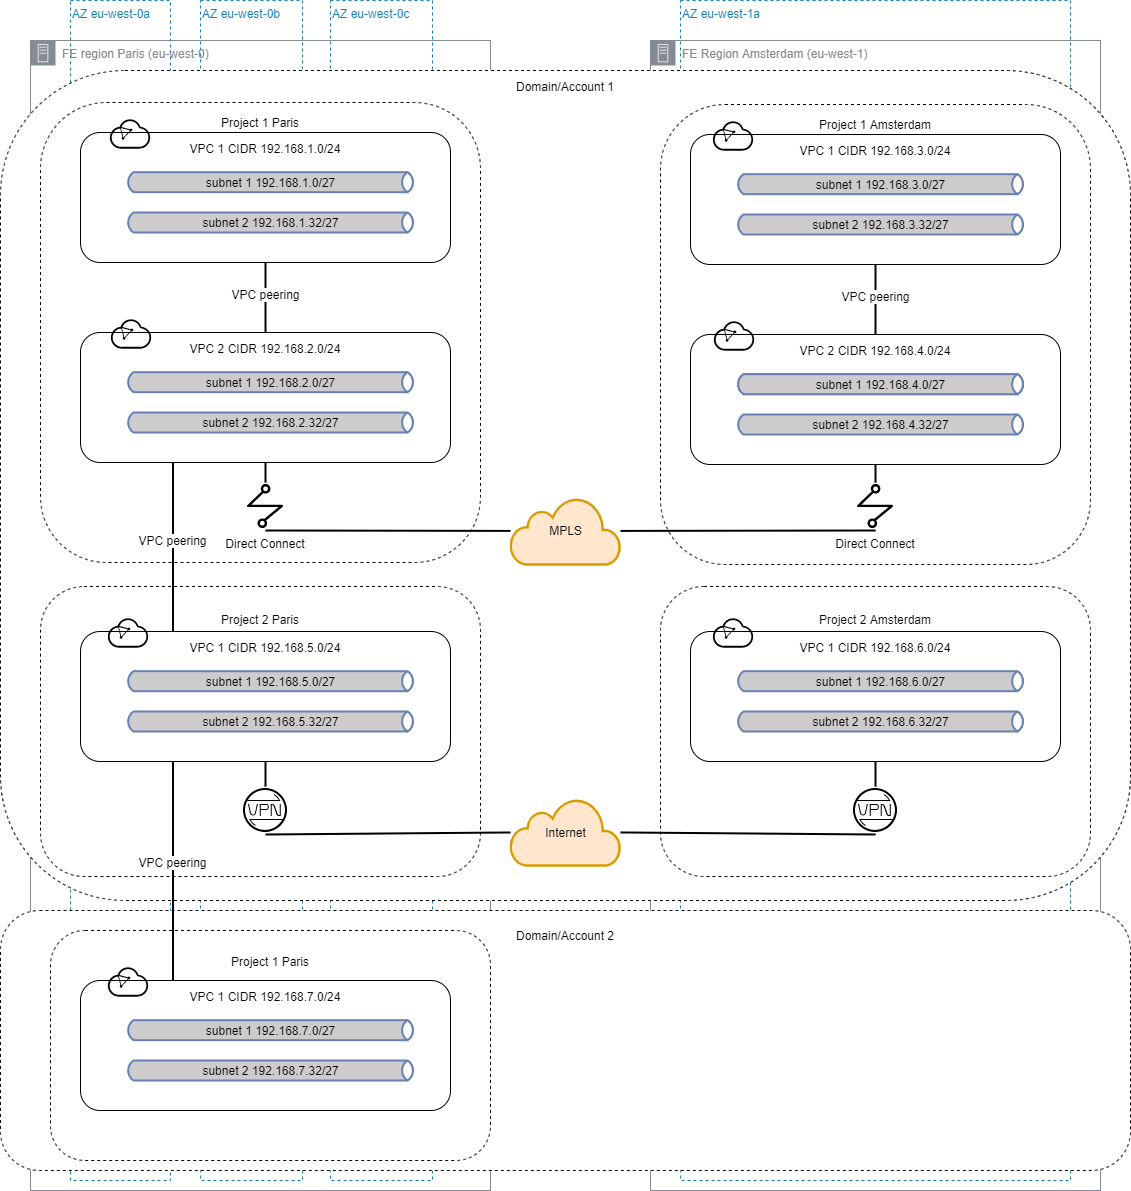 AZ eu-west-0a
AZ eu-west-0b
AZ eu-west-0c
AZ eu-west-1a
FE region Paris (eu-west-0)
FE Region Amsterdam (eu-west-1)
Domain/Account 1
Project 1 Paris
VPC 1 CIDR 192.168.1.0/24
subnet 1 192.168.1.0/27
subnet 2 192.168.1.32/27
VPC peering
VPC 2 CIDR 192.168.2.0/24
subnet 1 192.168.2.0/27
subnet 2 192.168.2.32/27
VPC peering
Direct Connect
Project 1 Amsterdam
VPC 1 CIDR 192.168.3.0/24
subnet 1 192.168.3.0/27
subnet 2 192.168.3.32/27
VPC peering
VPC 2 CIDR 192.168.4.0/24
subnet 1 192.168.4.0/27
subnet 2 192.168.4.32/27
Direct Connect
MPLS
Project 2 Paris
VPC 1 CIDR 192.168.5.0/24
subnet 1 192.168.5.0/27
subnet 2 192.168.5.32/27
VPN
VPC peering
Project 2 Amsterdam
VPC 1 CIDR 192.168.6.0/24
subnet 1 192.168.6.0/27
subnet 2 192.168.6.32/27
VPN
Internet
Domain/Account 2
Project 1 Paris
VPC 1 CIDR 192.168.7.0/24
subnet 1 192.168.7.0/27
subnet 2 192.168.7.32/27